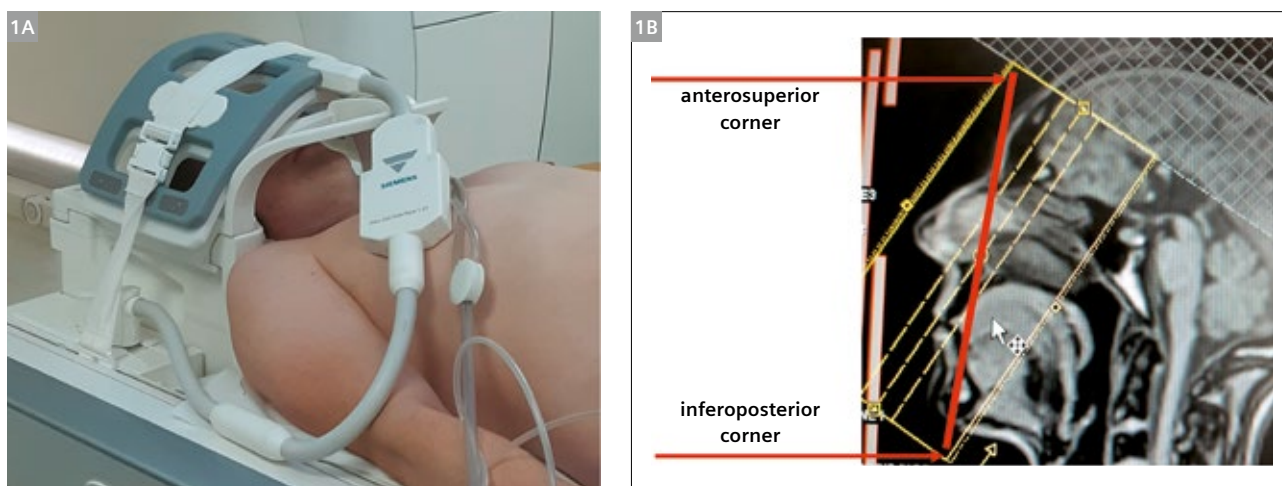 1A
SIEMENS
1B
anterosuperior
corner
inferoposterior
corner